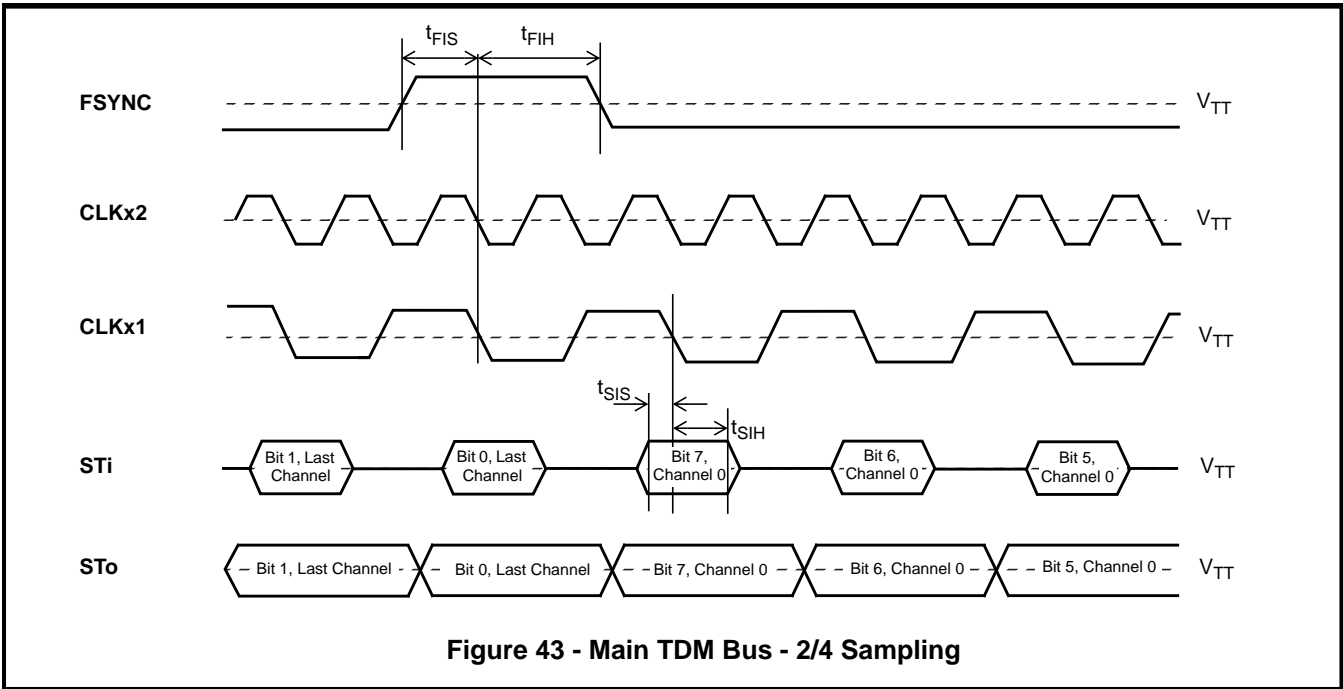 tFIS
tFIH
FSYNC
VTT
CLKx2
VTT
CLKx1
VTT
tSIS
tSIH
STi
Bit 1, Last
Channel
Bit 0, Last
Channel
Bit 7,
Channel 0
Bit 6,
Channel 0
Bit 5,
Channel 0
VTT
STo
Bit 1, Last Channel
Bit 0, Last Channel
Bit 7, Channel 0
Bit 6, Channel 0
Bit 5, Channel 0
VTT
Figure 43 - Main TDM Bus - 2/4 Sampling